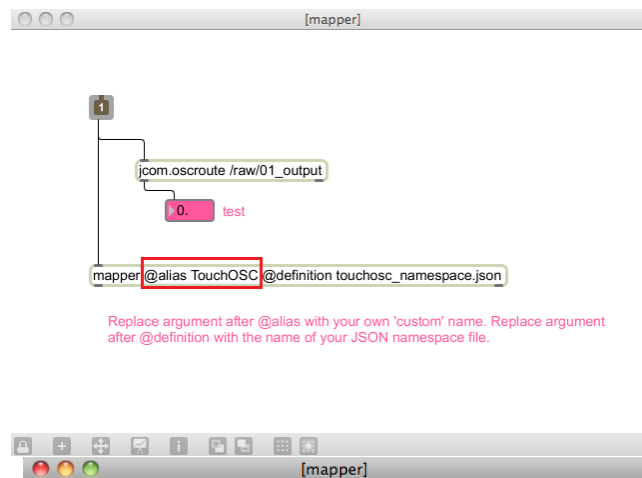 [mapper]
1
jcom.oscroute /raw/01_output
0.
test
mapper @alias TouchOSC @definition touchosc_namespace.json
Replace argument after @alias with your own 'custom' name. Replace argument
after @definition with the name of your JSON namespace file.
i
[mapper]